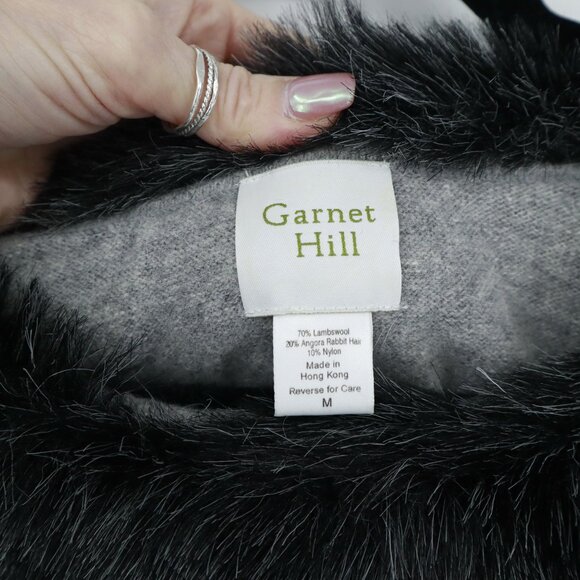 Garnet
Hill
70% Lambswool
20% Angora Rabbit Hair
10% Nylon
Made in
Hong Kong
Reverse for Care
M